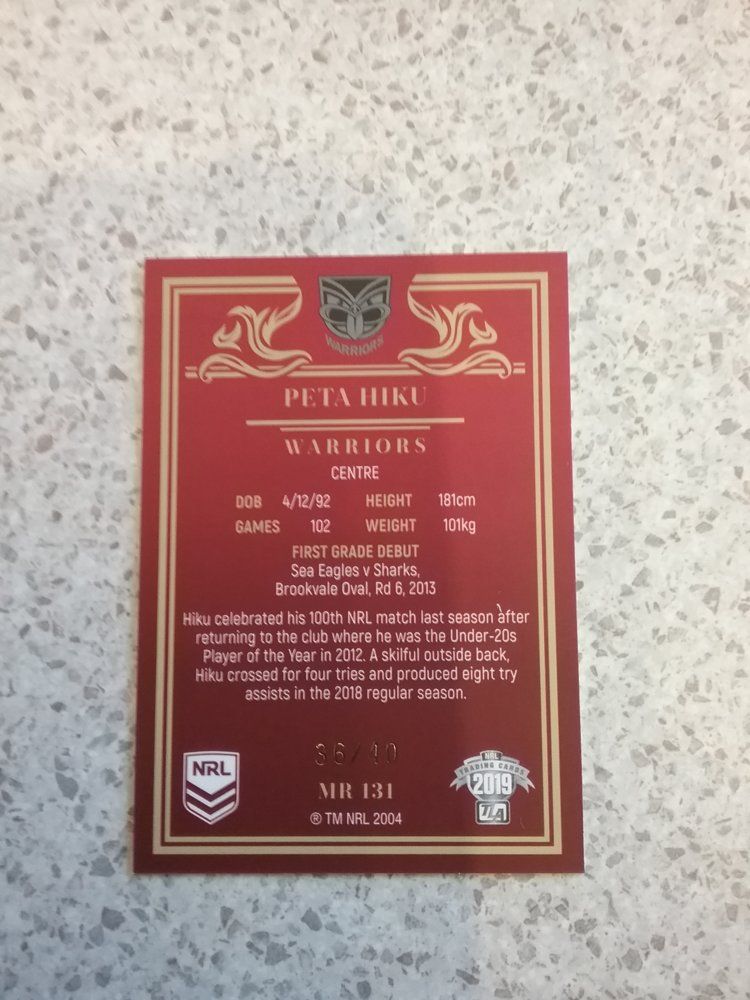 WARRIORS
PETA HIKU
WARRIORS
CENTRE
DOB 4/12/92 HEIGHT 181cm
GAMES 102 WEIGHT 101kg
FIRST GRADE DEBUT
Sea Eagles v Sharks,
Brookvale Oval, Rd 6, 2013
Hiku celebrated his 100th NRL match last season after
returning to the club where he was the Under-20s
Player of the Year in 2012. A skilful outside back,
Hiku crossed for four tries and produced eight try
assists in the 2018 regular season.
36/40
NRL
MR 131
® TM NRL 2004
NRL
TRADING CARDS
2019
TLA